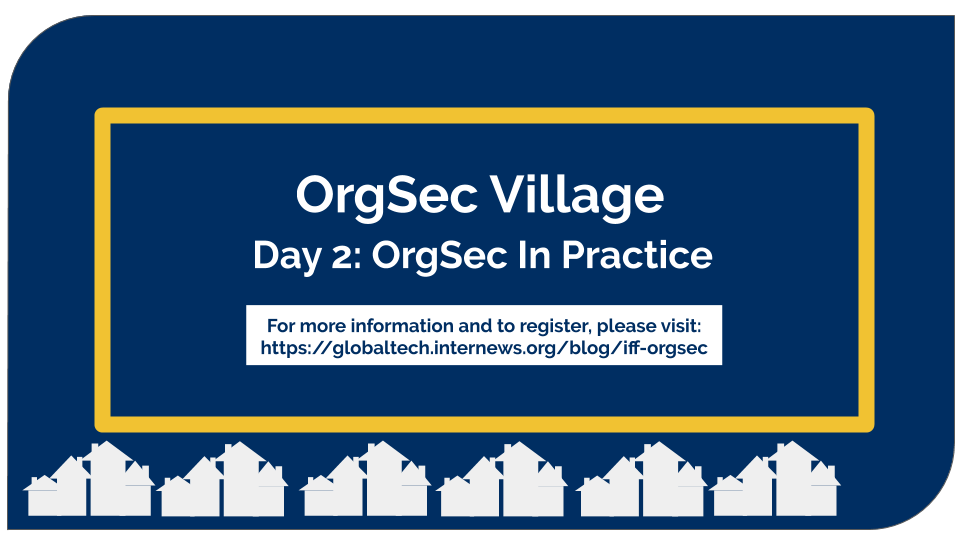 OrgSec Village
Day 2: OrgSec In Practice
For more information and to register, please visit:
https://globaltech.internews.org/blog/iff-orgsec